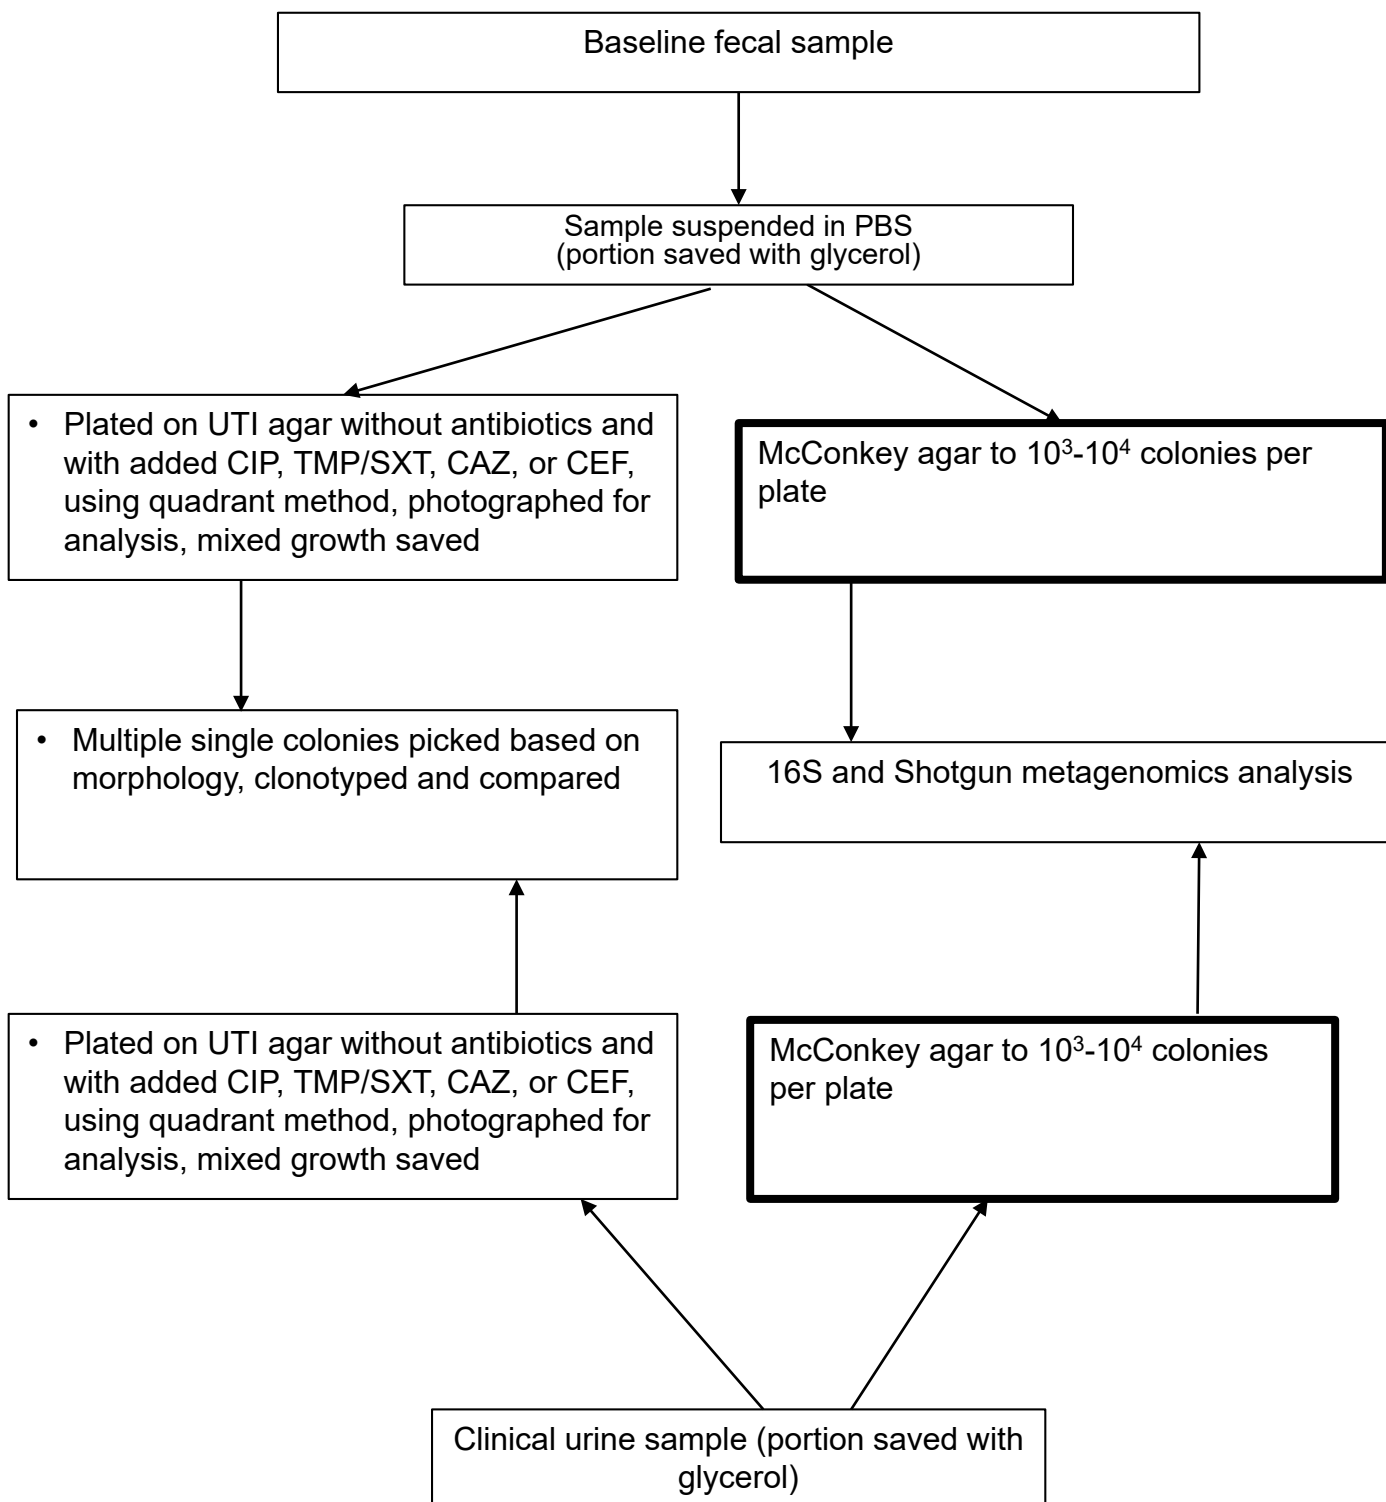 Baseline fecal sample
Sample suspended in PBS
(portion saved with glycerol)
• Plated on UTI agar without antibiotics and
with added CIP, TMP/SXT, CAZ, or CEF,
using quadrant method, photographed for
analysis, mixed growth saved
McConkey agar to 10³-10⁴ colonies per
plate
• Multiple single colonies picked based on
morphology, clonotyped and compared
16S and Shotgun metagenomics analysis
• Plated on UTI agar without antibiotics and
with added CIP, TMP/SXT, CAZ, or CEF,
using quadrant method, photographed for
analysis, mixed growth saved
McConkey agar to 10³-10⁴ colonies
per plate
Clinical urine sample (portion saved with
glycerol)